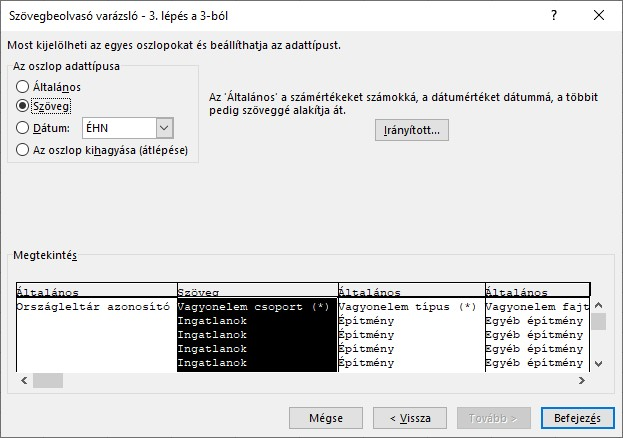 Szövegbeolvasó varázsló - 3. lépés a 3-ból
Most kijelölheti az egyes oszlopokat és beállíthatja az adattípust.
Az oszlop adattípusa
Általános
Szöveg
Dátum: ÉHN
Az oszlop kihagyása (átlépése)
Az 'Általános' a számértékeket számokká, a dátumértéket dátummá, a többit
pedig szöveggé alakítja át.
Irányított...
Megtekintés
Általános Szöveg Általános Általános
Országleltár azonosító Vagyonelem csoport (*) Vagyonelem típus (*) Vagyonelem fajt
Ingatlanok Építmény Egyéb építmény
Ingatlanok Építmény Egyéb építmény
Ingatlanok Építmény Egyéb építmény
Ingatlanok Építmény Egyéb építmény
Mégse < Vissza Tovább > Befejezés